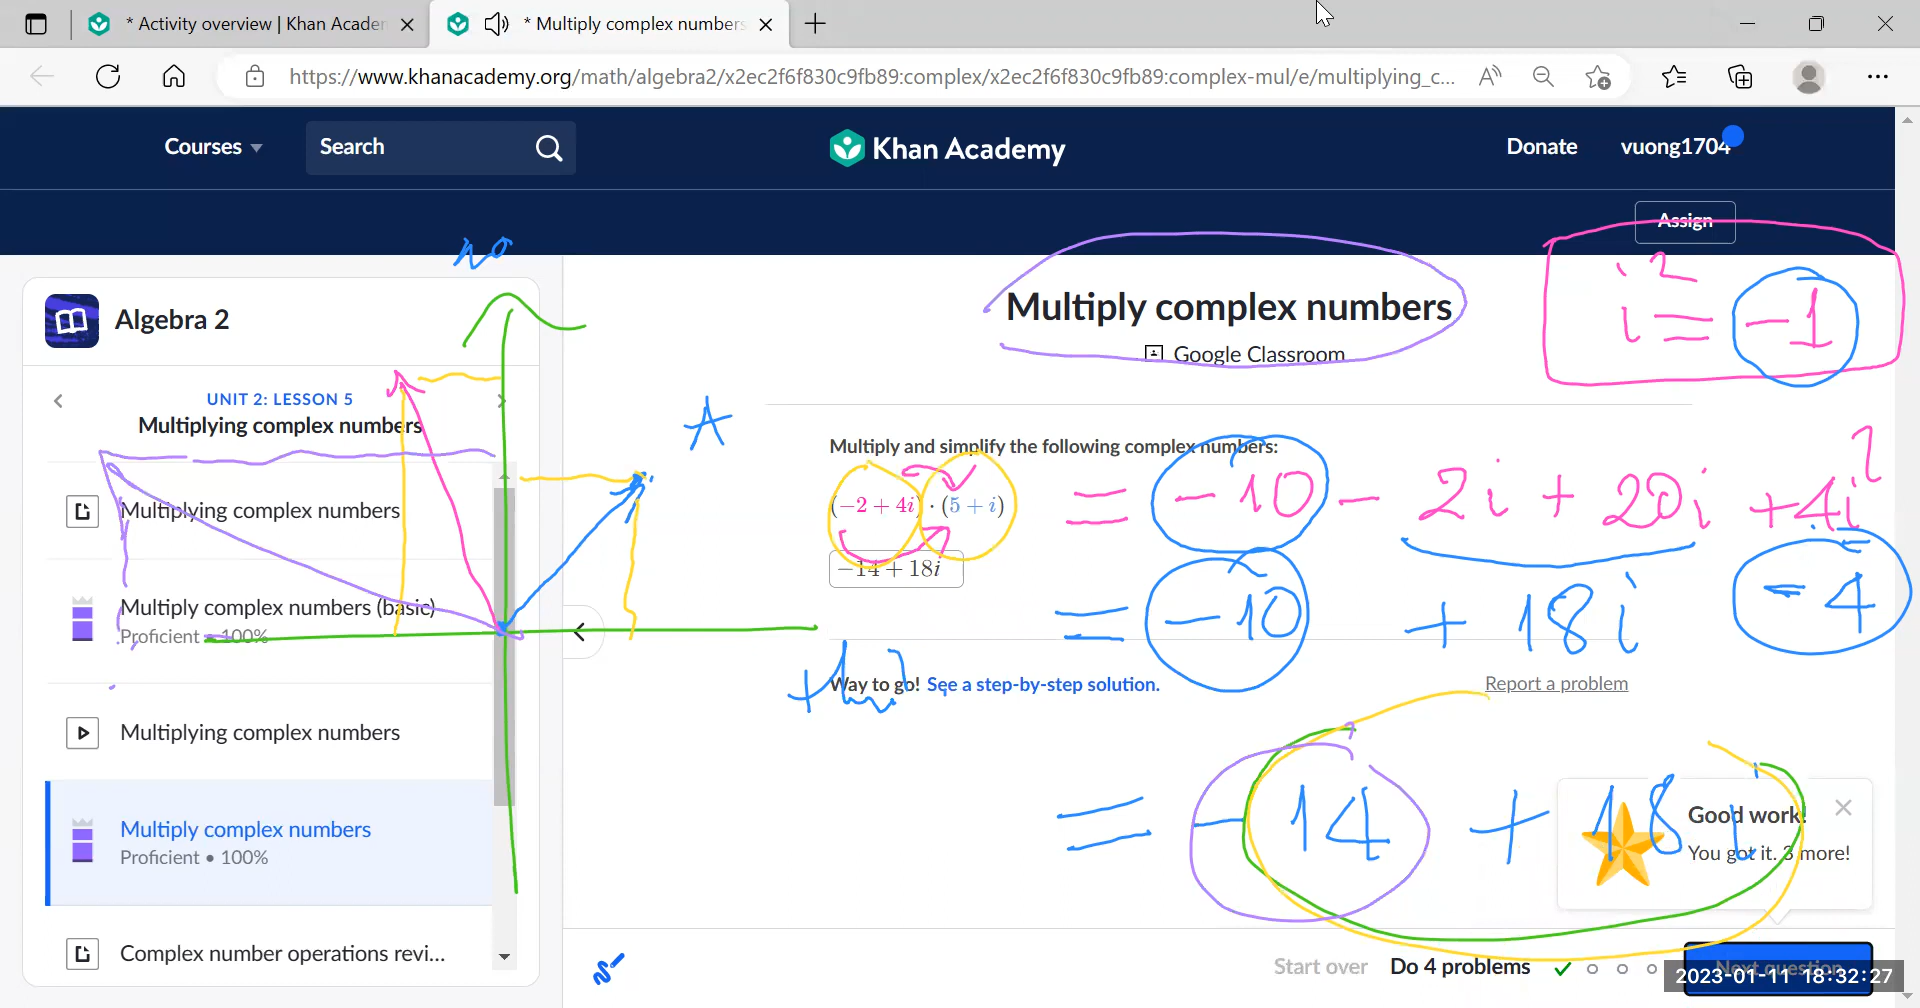 * Activity overview | Khan Acade
* Multiply complex numbers
https://www.khanacademy.org/math/algebra2/x2ec2f6f830c9fb89:complex/x2ec2f6f830c9fb89:complex-mul/e/multiplying_c...
Courses
Search
Khan Academy
Donate
vuong1704
Assign
Algebra 2
UNIT 2: LESSON 5
Multiplying complex numbers
Multiplying complex numbers
Multiply complex numbers (basic)
Proficient • 100%
Multiplying complex numbers
Multiply complex numbers
Proficient • 100%
Complex number operations revi...
A
Multiply complex numbers
Google Classroom
i² = -1
Multiply and simplify the following complex numbers:
(-2 + 4i) · (5 + i) = -10 - 2i + 20i + 4i²
-14 + 18i
= -10 + 18i - 4
Way to go! See a step-by-step solution.
Report a problem
= -14 + 18i
Good work!
You got it. 3 more!
Start over
Do 4 problems
2023-01-11 18:32:27